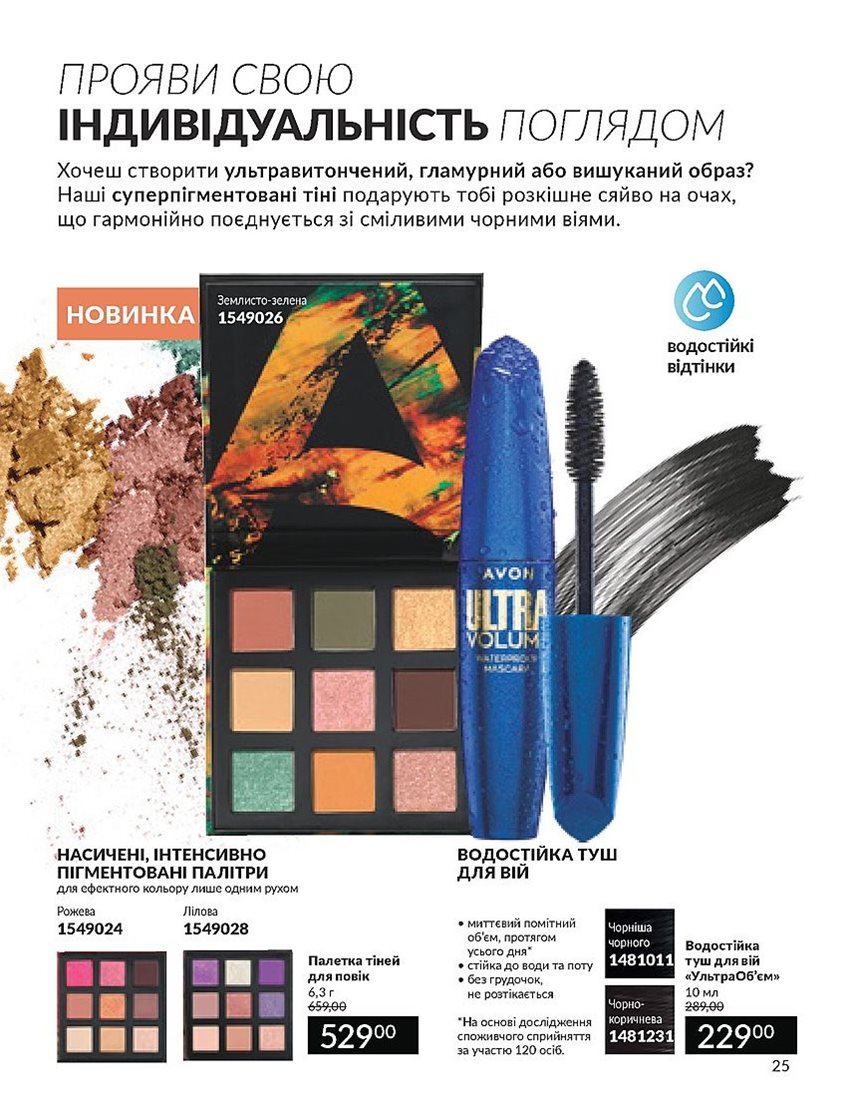 ПРОЯВИ СВОЮ
ІНДИВІДУАЛЬНІСТЬ ПОГЛЯДОМ
Хочеш створити ультравитончений, гламурний або вишуканий образ?
Наші суперпігментовані тіні подарують тобі розкішне сяйво на очах,
що гармонійно поєднується зі сміливими чорними віями.
НОВИНКА
Землисто-зелена
1549026
водостійкі
відтінки
AVON
ULTRA
VOLUME
WATERPROOF
MASCARA
НАСИЧЕНІ, ІНТЕНСИВНО
ПІГМЕНТОВАНІ ПАЛІТРИ
для ефектного кольору лише одним рухом
Рожева
1549024
Лілова
1549028
Палетка тіней
для повік
6,3 г
659,00
52900
ВОДОСТІЙКА ТУШ
ДЛЯ ВІЙ
• миттєвий помітний
об'єм, протягом
усього дня*
• стійка до води та поту
• без грудочок,
не розтікається
*На основі дослідження
споживчого сприйняття
за участю 120 осіб.
Чорніша
чорного
1481011
Чорно-
коричнева
1481231
Водостійка
туш для вій
«УльтраОб'єм»
10 мл
289,00
22900
25